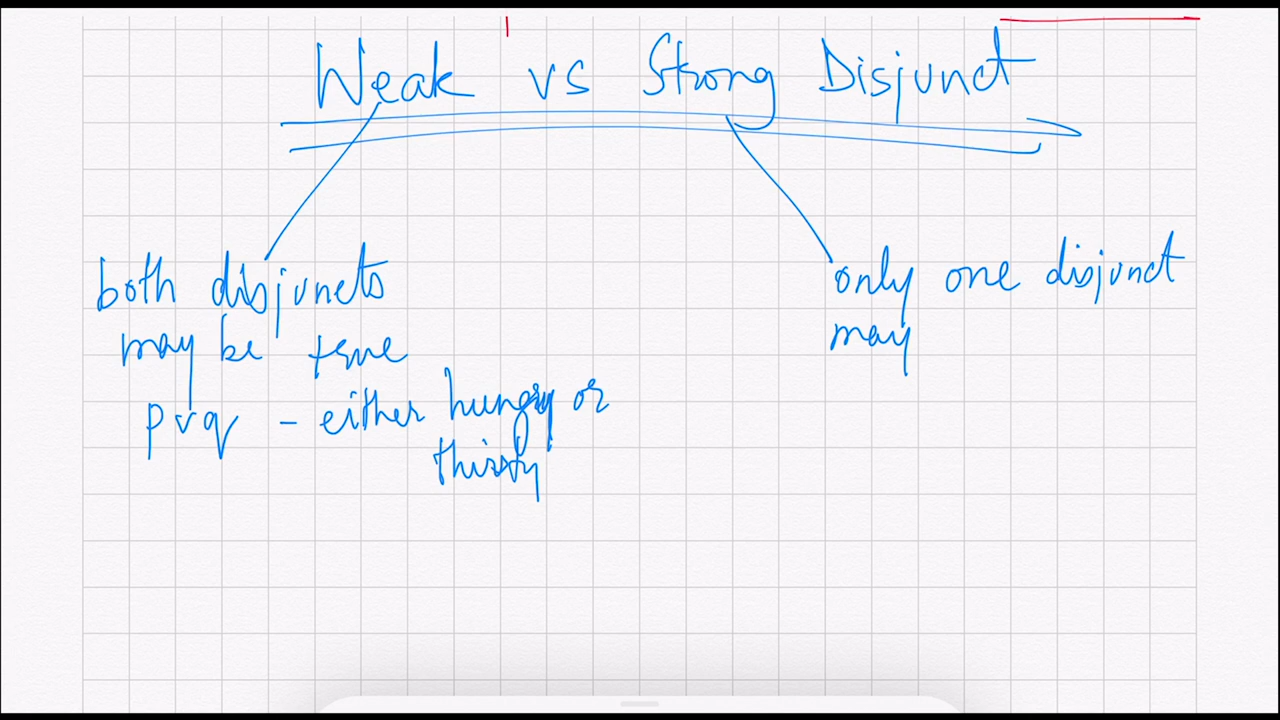 Weak vs Strong Disjunct
both disjuncts
may be true
p v q - either hungry or
thirsty
only one disjunct
may